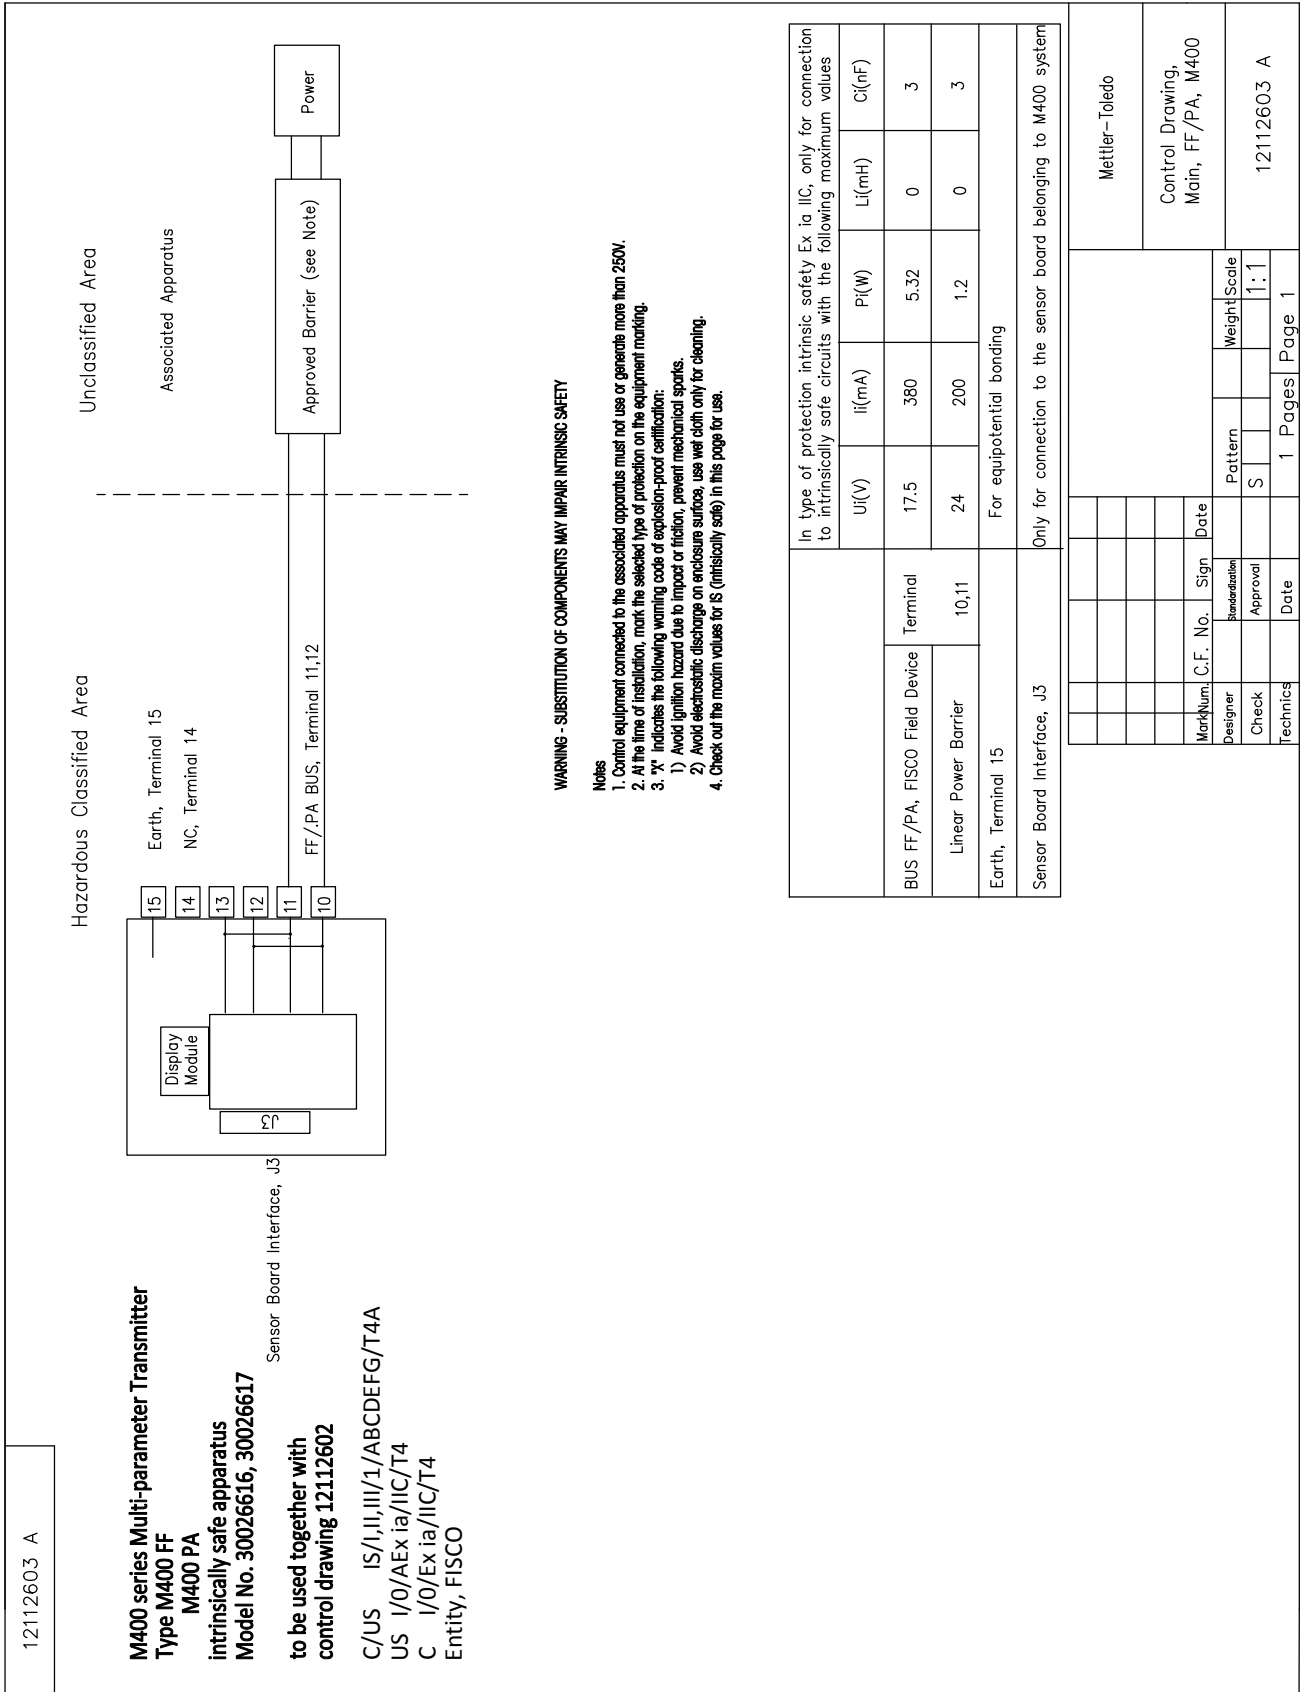 12112603 A
M400 series Multi-parameter Transmitter
Type M400 FF
M400 PA
intrinsically safe apparatus
Model No. 30026616, 30026617
to be used together with
control drawing 12112602
C/US IS/I,II,III/1/ABCDEFG/T4A
US I/0/AEx ia/IIC/T4
C I/0/Ex ia/IIC/T4
Entity, FISCO
Sensor Board Interface, J3
Hazardous Classified Area
Unclassified Area
J3
Display
Module
15
14
13
12
11
10
Earth, Terminal 15
NC, Terminal 14
FF/.PA BUS, Terminal 11,12
Associated Apparatus
Approved Barrier (see Note)
Power
WARNING - SUBSTITUTION OF COMPONENTS MAY IMPAIR INTRINSIC SAFETY
Notes
1. Control equipment connected to the associated apparatus must not use or generate more than 250V.
2. At the time of installation, mark the selected type of protection on the equipment marking.
3. "X" indicates the following warning code of explosion-proof certification:
1) Avoid ignition hazard due to impact or friction, prevent mechanical sparks.
2) Avoid electrostatic discharge on enclosure surface, use wet cloth only for cleaning.
4. Check out the maxim values for IS (intrisically safe) in this page for use.
In type of protection intrinsic safety Ex ia IIC, only for connection
to intrinsically safe circuits with the following maximum values
Ui(V) Ii(mA) Pi(W) Li(mH) Ci(nF)
BUS FF/PA, FISCO Field Device Terminal 17.5 380 5.32 0 3
Linear Power Barrier 10,11 24 200 1.2 0 3
Earth, Terminal 15 For equipotential bonding
Sensor Board Interface, J3 Only for connection to the sensor board belonging to M400 system
Mark Num. C.F. No. Sign Date
Designer Standardization Pattern Weight Scale
Check Approval S 1:1
Technics Date 1 Pages Page 1
Mettler-Toledo
Control Drawing,
Main, FF/PA, M400
12112603 A